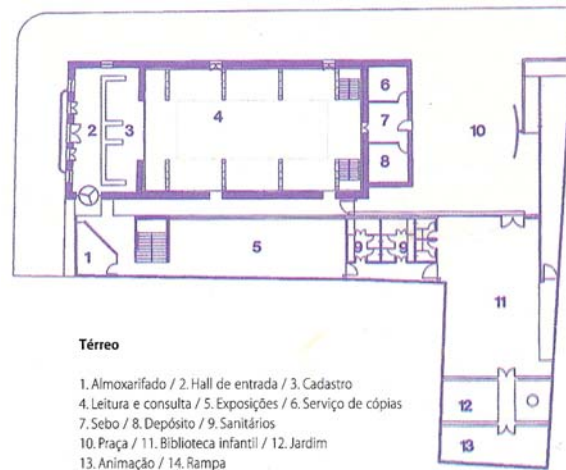 6
2
3
4
7
10
8
5
9
9
1
11
12
13
Térreo
1. Almoxarifado / 2. Hall de entrada / 3. Cadastro
4. Leitura e consulta / 5. Exposições / 6. Serviço de cópias
7. Sebo / 8. Depósito / 9. Sanitários
10. Praça / 11. Biblioteca infantil / 12. Jardim
13. Animação / 14. Rampa